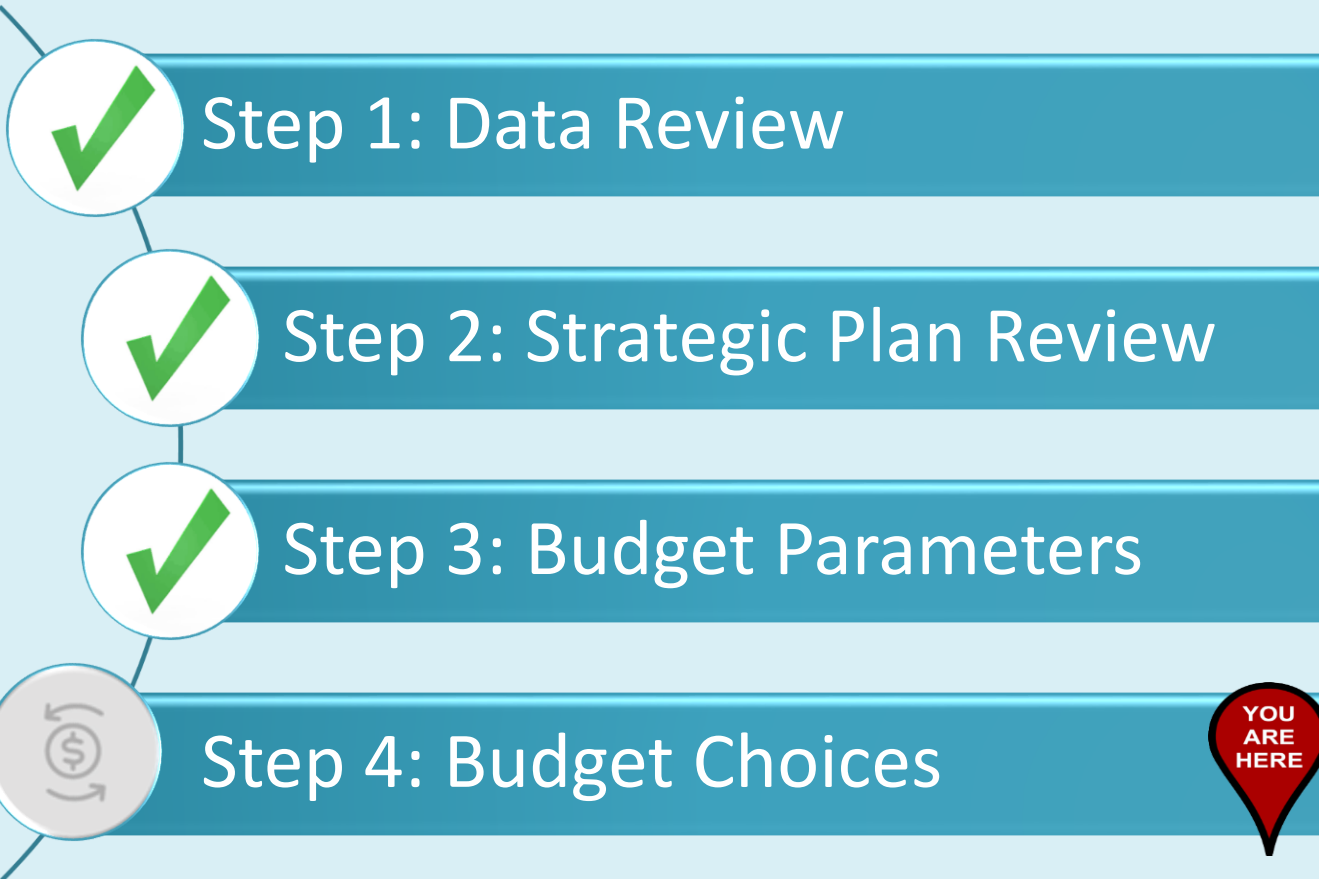 Step 1: Data Review
Step 2: Strategic Plan Review
Step 3: Budget Parameters
Step 4: Budget Choices
YOU
ARE
HERE
$